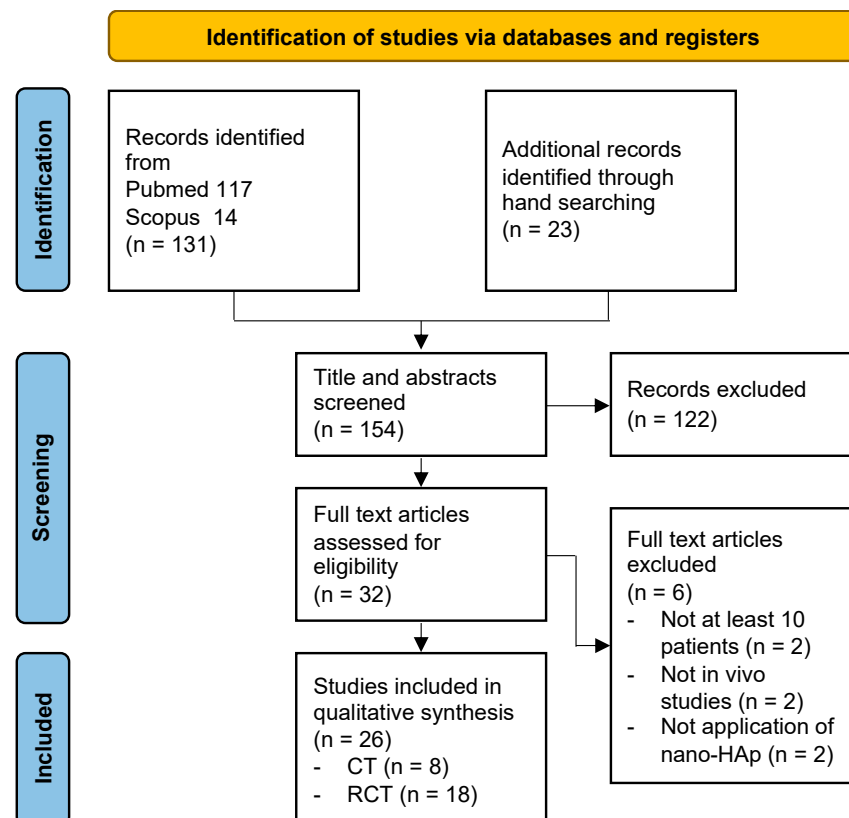 Identification of studies via databases and registers
Identification
Records identified
from
Pubmed 117
Scopus 14
(n = 131)
Additional records
identified through
hand searching
(n = 23)
Screening
Title and abstracts
screened
(n = 154)
Records excluded
(n = 122)
Full text articles
assessed for
eligibility
(n = 32)
Full text articles
excluded
(n = 6)
- Not at least 10
patients (n = 2)
- Not in vivo
studies (n = 2)
- Not application of
nano-HAp (n = 2)
Included
Studies included in
qualitative synthesis
(n = 26)
- CT (n = 8)
- RCT (n = 18)